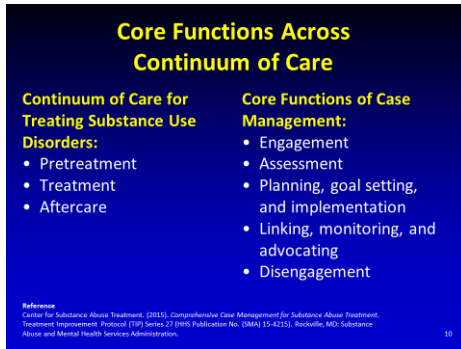 Core Functions Across
Continuum of Care
Continuum of Care for
Treating Substance Use
Disorders:
• Pretreatment
• Treatment
• Aftercare
Core Functions of Case
Management:
• Engagement
• Assessment
• Planning, goal setting,
and implementation
• Linking, monitoring, and
advocating
• Disengagement
Reference
Center for Substance Abuse Treatment. (2015). Comprehensive Case Management for Substance Abuse Treatment.
Treatment Improvement Protocol (TIP) Series 27 (HHS Publication No. (SMA) 15-4215). Rockville, MD: Substance
Abuse and Mental Health Services Administration.
10